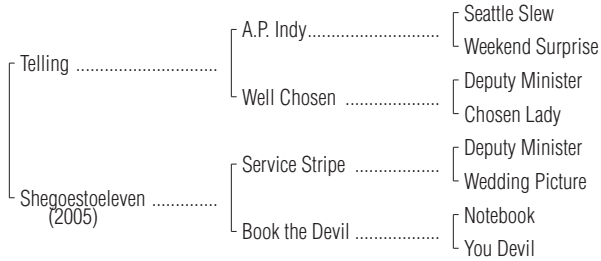 Seattle Slew
A.P. Indy........................
Weekend Surprise
Telling ............................
Deputy Minister
Well Chosen ...................
Chosen Lady
Deputy Minister
Service Stripe .................
Wedding Picture
Shegoestoeleven .............
(2005)
Notebook
Book the Devil .................
You Devil